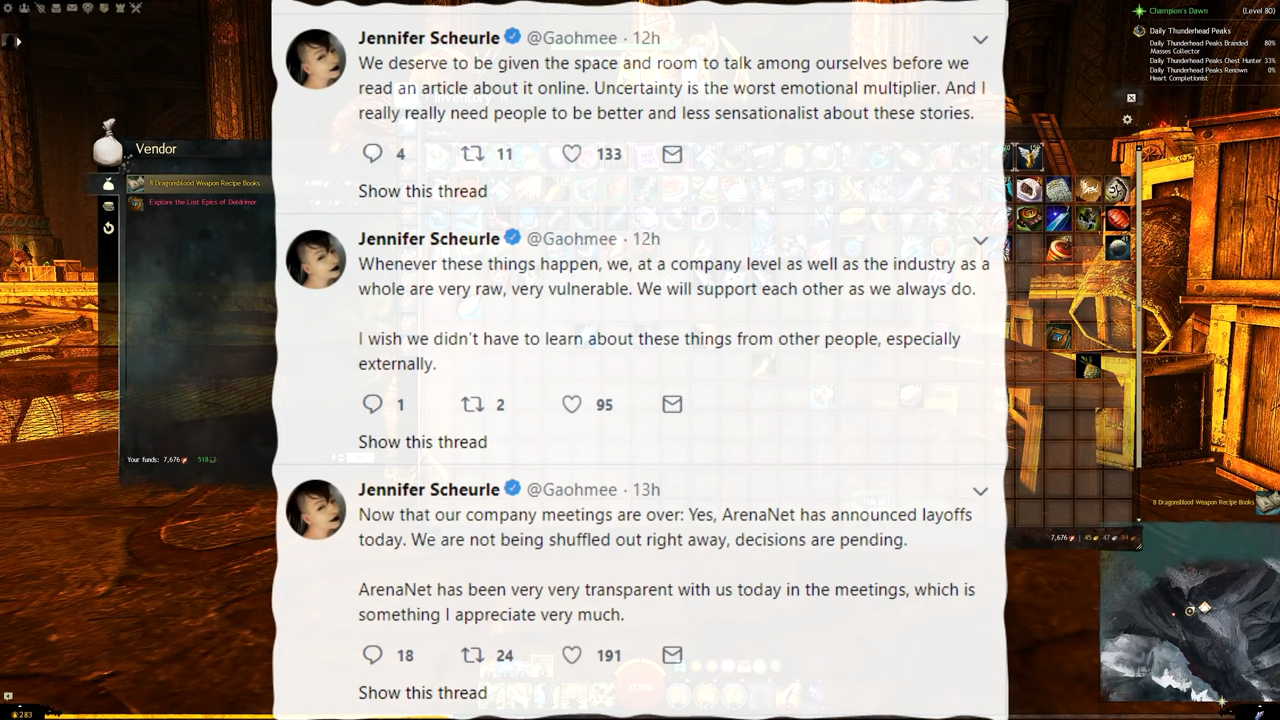 Jennifer Scheurle @Gaohmee · 12h
We deserve to be given the space and room to talk among ourselves before we
read an article about it online. Uncertainty is the worst emotional multiplier. And I
really really need people to be better and less sensationalist about these stories.
4 11 133
Show this thread
Jennifer Scheurle @Gaohmee · 12h
Whenever these things happen, we, at a company level as well as the industry as a
whole are very raw, very vulnerable. We will support each other as we always do.
I wish we didn't have to learn about these things from other people, especially
externally.
1 2 95
Show this thread
Jennifer Scheurle @Gaohmee · 13h
Now that our company meetings are over: Yes, ArenaNet has announced layoffs
today. We are not being shuffled out right away, decisions are pending.
ArenaNet has been very very transparent with us today in the meetings, which is
something I appreciate very much.
18 24 191
Show this thread
Vendor
8 Dragonsblood Weapon Recipe Books
Explore the Lost Epics of Deldrimor
Your funds: 7,676 518
Champion's Dawn (Level 80)
Daily Thunderhead Peaks
Daily Thunderhead Peaks Branded 80%
Masses Collector
Daily Thunderhead Peaks Chest Hunter 33%
Daily Thunderhead Peaks Renown 0%
Heart Completionist
8 Dragonsblood Weapon Recipe Books
7,676 45 47 94
283